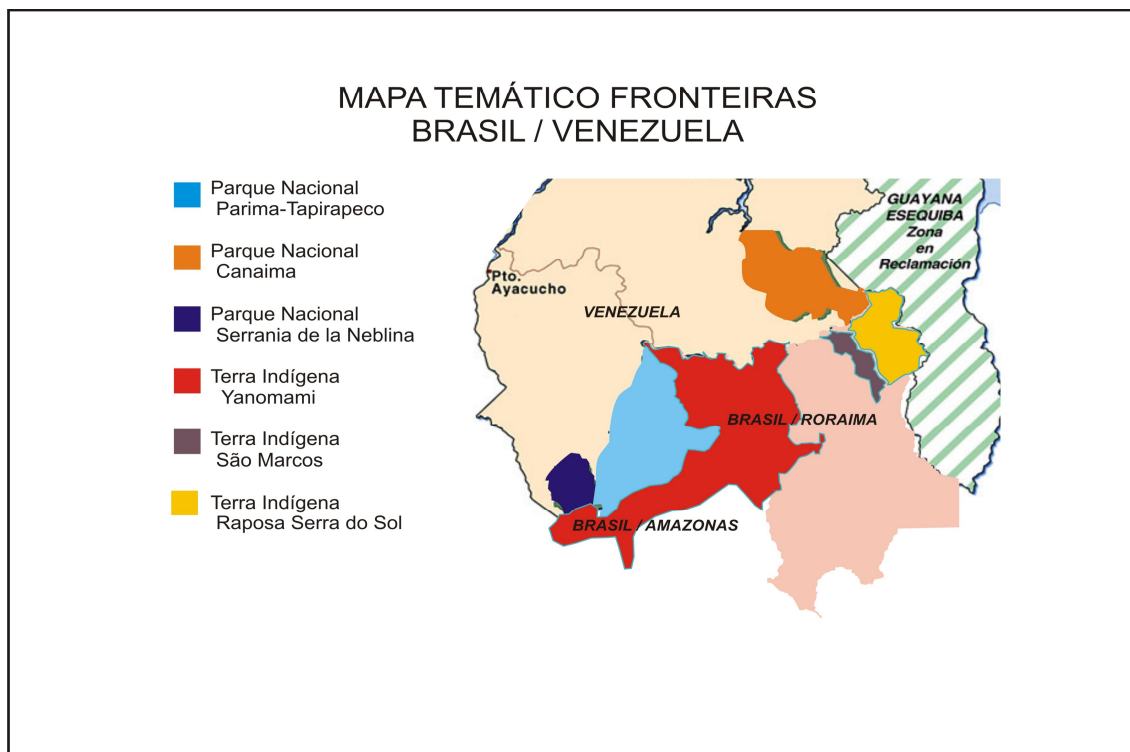 MAPA TEMÁTICO FRONTEIRAS
BRASIL / VENEZUELA
Parque Nacional
Parima-Tapirapeco
Parque Nacional
Canaima
Parque Nacional
Serrania de la Neblina
Terra Indígena
Yanomami
Terra Indígena
São Marcos
Terra Indígena
Raposa Serra do Sol
GUAYANA
ESEQUIBA
Zona
en
Reclamación
Pto.
Ayacucho
VENEZUELA
BRASIL / RORAIMA
BRASIL / AMAZONAS